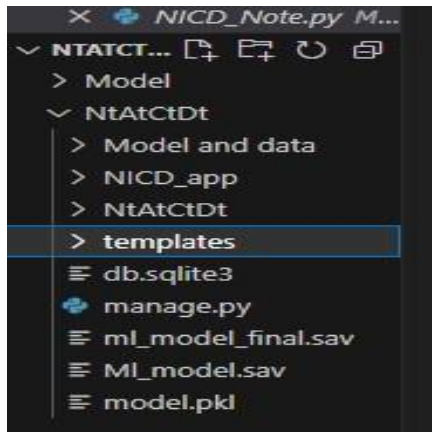 NICD_Note.py M...
NTATCT...
Model
NtAtCtDt
Model and data
NICD_app
NtAtCtDt
templates
db.sqlite3
manage.py
ml_model_final.sav
Ml_model.sav
model.pkl